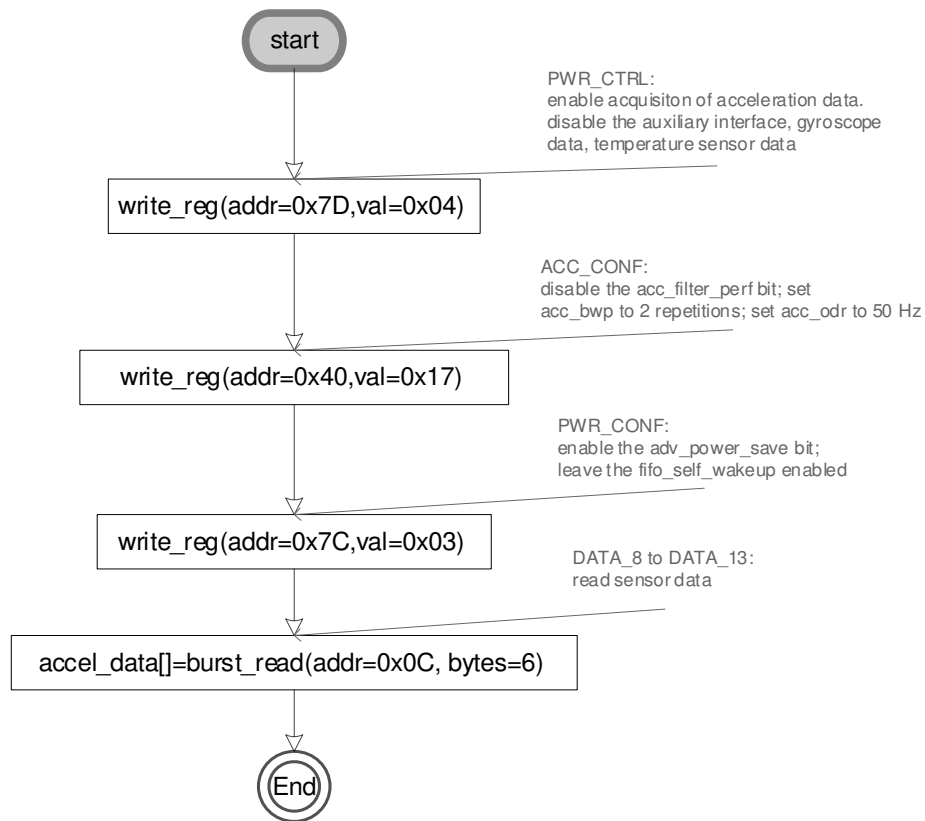 start
PWR_CTRL:
enable acquisiton of acceleration data.
disable the auxiliary interface, gyroscope
data, temperature sensor data
write_reg(addr=0x7D,val=0x04)
ACC_CONF:
disable the acc_filter_perf bit; set
acc_bwp to 2 repetitions; set acc_odr to 50 Hz
write_reg(addr=0x40,val=0x17)
PWR_CONF:
enable the adv_power_save bit;
leave the fifo_self_wakeup enabled
write_reg(addr=0x7C,val=0x03)
DATA_8 to DATA_13:
read sensor data
accel_data[]=burst_read(addr=0x0C, bytes=6)
End